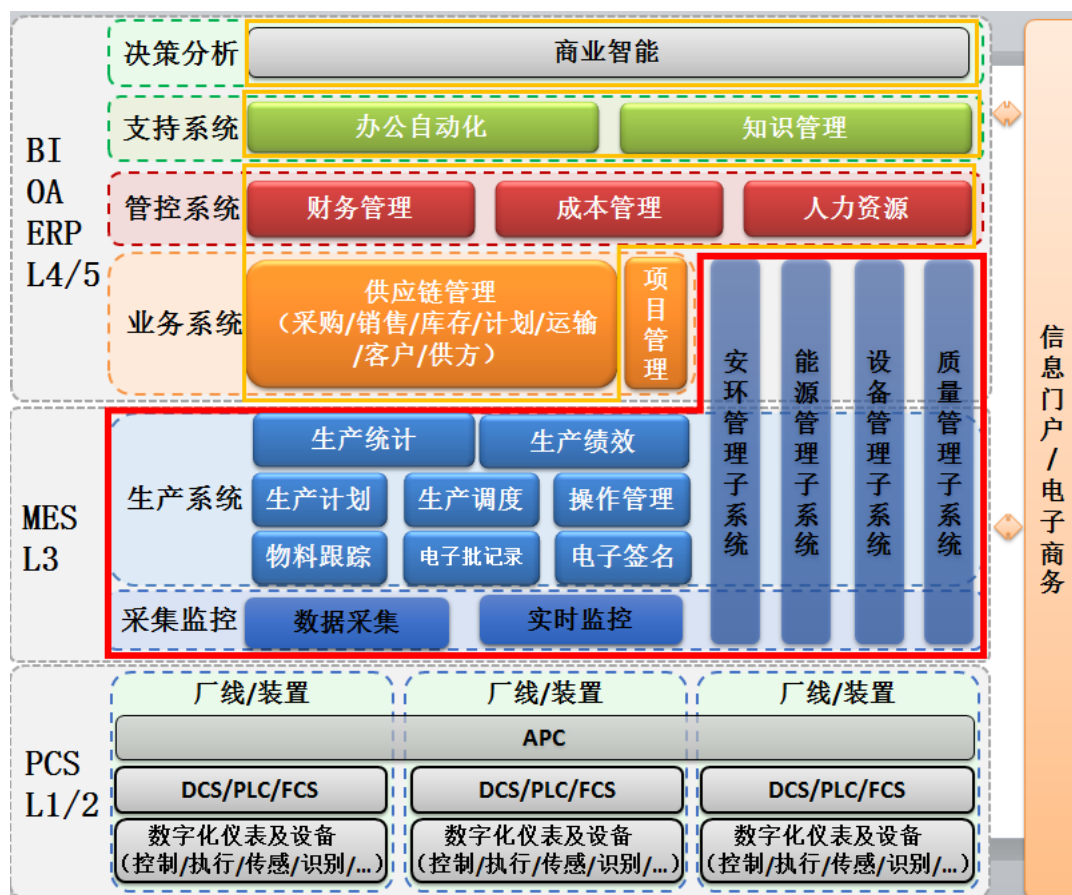 BI
OA
ERP
L4/5
决策分析
商业智能
支持系统
办公自动化
知识管理
管控系统
财务管理
成本管理
人力资源
业务系统
供应链管理
（采购/销售/库存/计划/运输
/客户/供方）
项目管理
安环管理子系统
能源管理子系统
设备管理子系统
质量管理子系统
MES
L3
生产系统
生产统计
生产绩效
生产计划
生产调度
操作管理
物料跟踪
电子批记录
电子签名
采集监控
数据采集
实时监控
PCS
L1/2
厂线/装置
厂线/装置
厂线/装置
APC
DCS/PLC/FCS
DCS/PLC/FCS
DCS/PLC/FCS
数字化仪表及设备
（控制/执行/传感/识别/…）
数字化仪表及设备
（控制/执行/传感/识别/…）
数字化仪表及设备
（控制/执行/传感/识别/…）
信息门户/电子商务